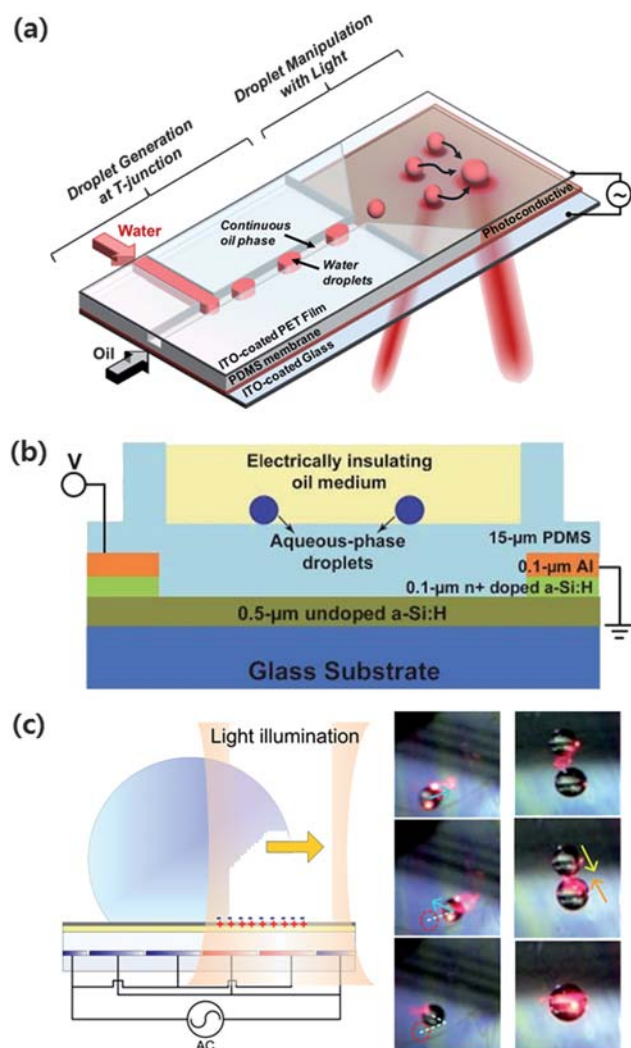 (a)
Droplet Manipulation
with Light
Droplet Generation
at T-junction
Water
Continuous
oil phase
Water
droplets
Photoconductive
~
Oil
ITO-coated PET Film
PDMS membrane
ITO-coated Glass
(b)
V
Electrically insulating
oil medium
Aqueous-phase
droplets
15-μm PDMS
0.1-μm Al
0.1-μm n+ doped a-Si:H
0.5-μm undoped a-Si:H
Glass Substrate
(c)
Light illumination
- - - - - - - -
+ + + + + + + +
AC